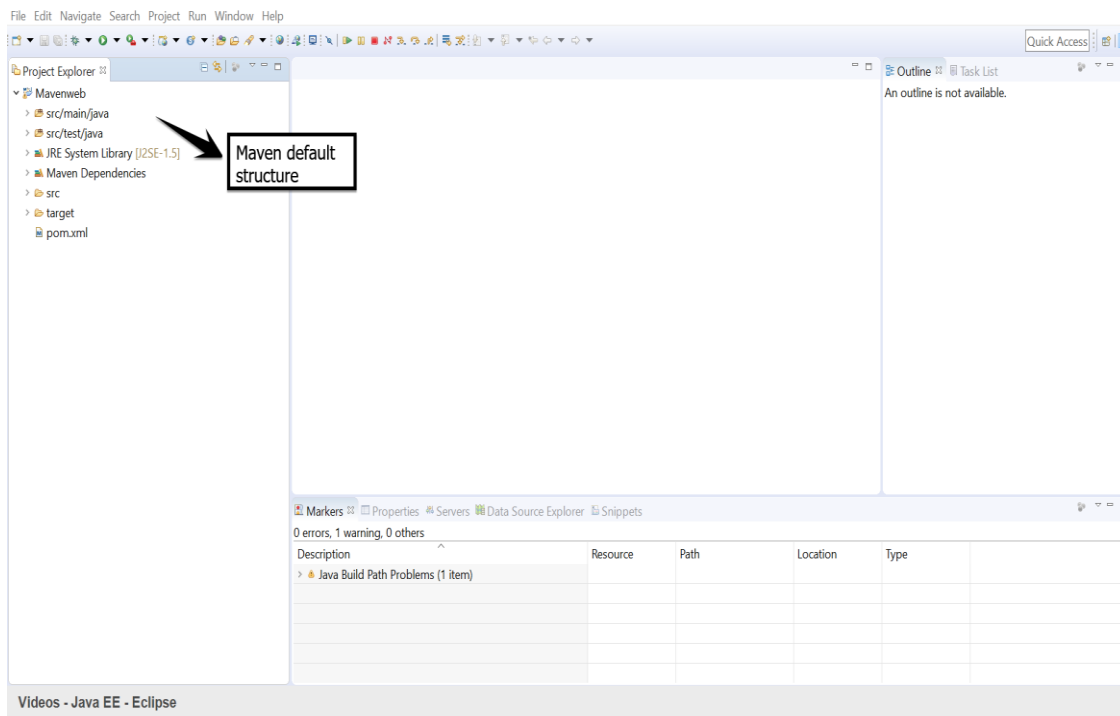 File Edit Navigate Search Project Run Window Help
Quick Access
Project Explorer
Mavenweb
src/main/java
src/test/java
JRE System Library [J2SE-1.5]
Maven Dependencies
src
target
pom.xml
Maven default
structure
Outline Task List
An outline is not available.
Markers Properties Servers Data Source Explorer Snippets
0 errors, 1 warning, 0 others
Description Resource Path Location Type
Java Build Path Problems (1 item)
Videos - Java EE - Eclipse